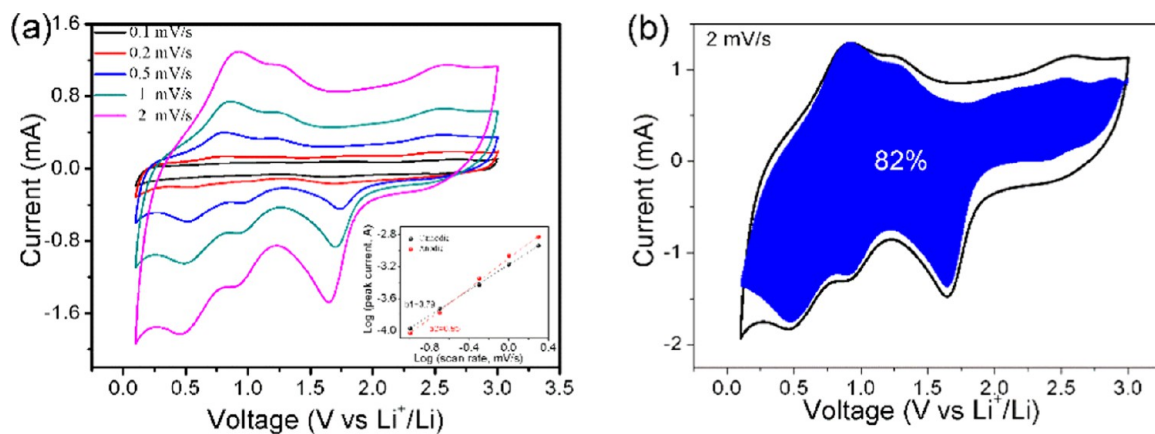 (a)
0.1 mV/s
0.2 mV/s
0.5 mV/s
1 mV/s
2 mV/s
1.6
0.8
0.0
-0.8
-1.6
Current (mA)
0.0 0.5 1.0 1.5 2.0 2.5 3.0 3.5
Voltage (V vs Li⁺/Li)
-2.4
-2.8
-3.2
-3.6
-4.0
Log (peak current, A)
Anodic
-0.8 -0.4 0.0 0.4
Log (scan rate, mV/s)
(b)
2 mV/s
82%
1
0
-1
-2
Current (mA)
0.0 0.5 1.0 1.5 2.0 2.5 3.0
Voltage (V vs Li⁺/Li)